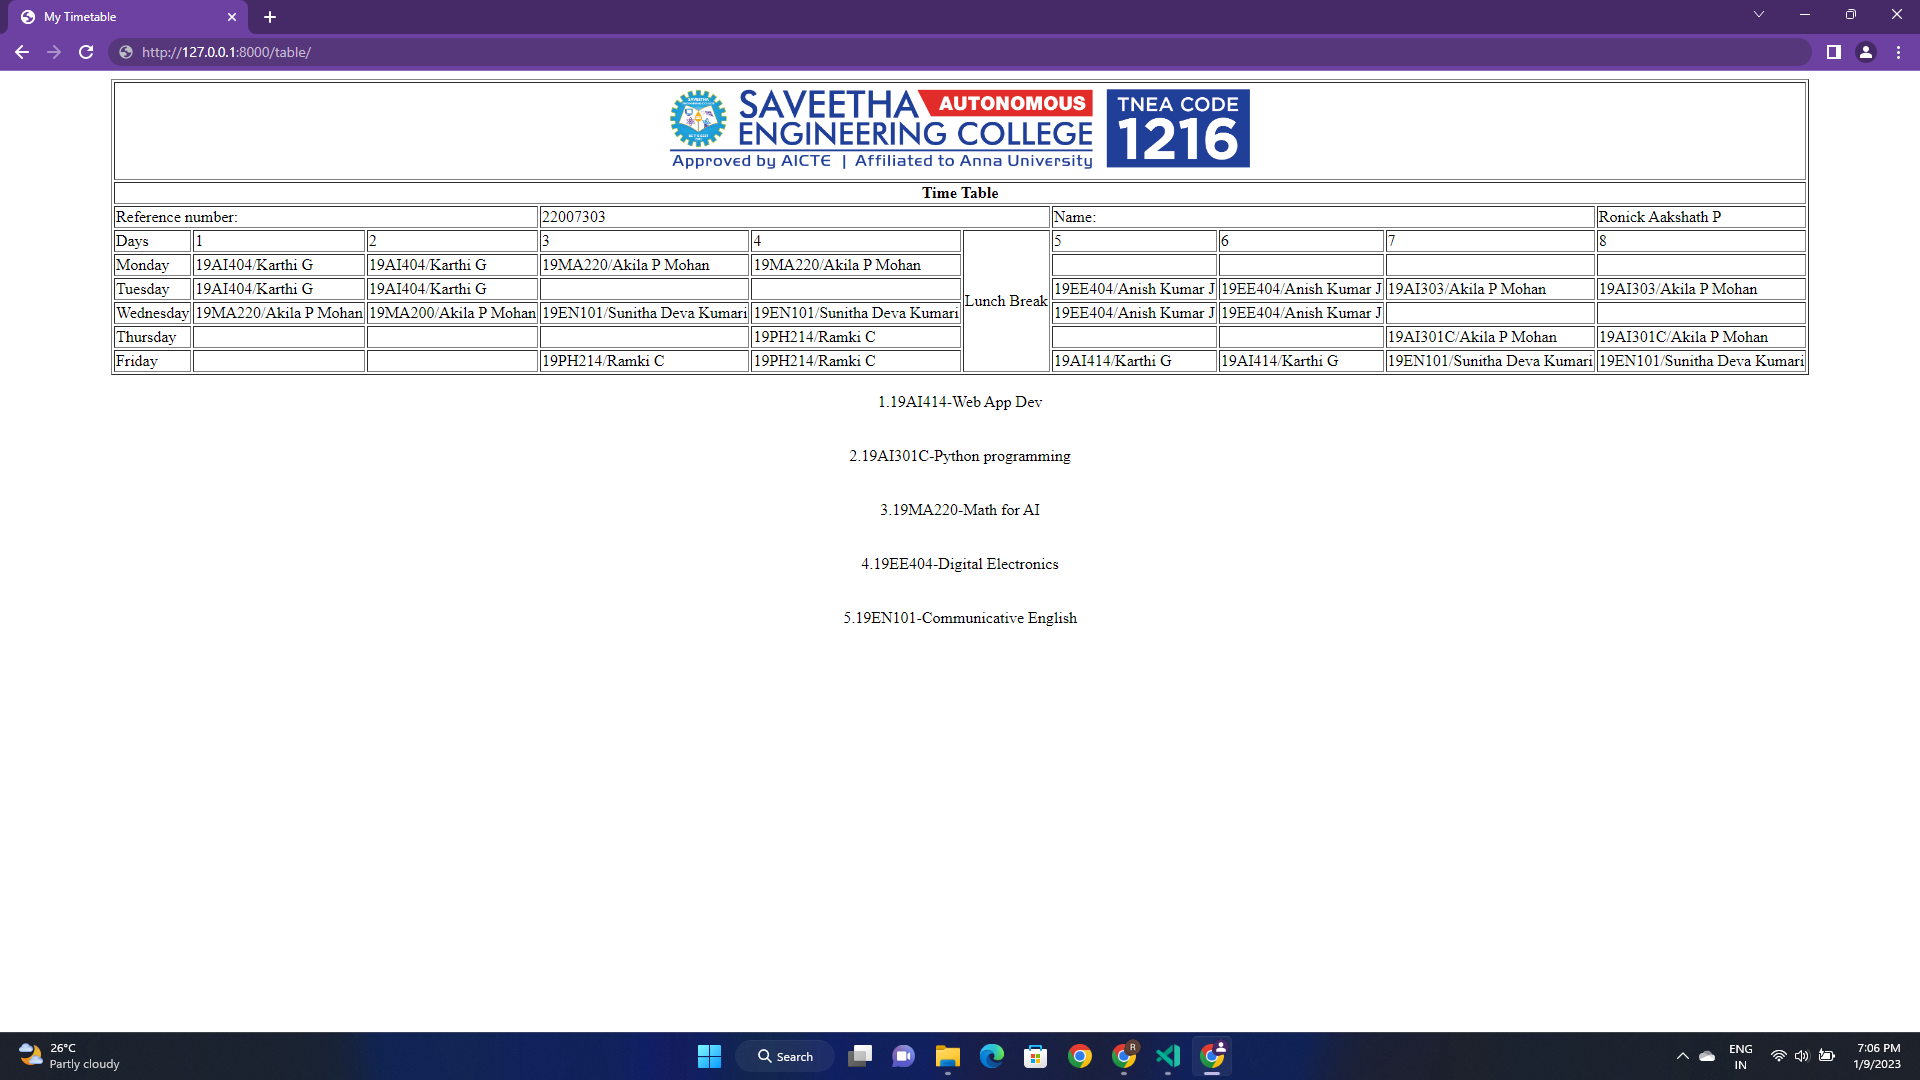 My Timetable
http://127.0.0.1:8000/table/
SAVEETHA AUTONOMOUS
ENGINEERING COLLEGE
Approved by AICTE | Affiliated to Anna University
TNEA CODE
1216
Time Table
Reference number: 22007303 Name: Ronick Aakshath P
Days 1 2 3 4 Lunch Break 5 6 7 8
Monday 19AI404/Karthi G 19AI404/Karthi G 19MA220/Akila P Mohan 19MA220/Akila P Mohan
Tuesday 19AI404/Karthi G 19AI404/Karthi G 19EE404/Anish Kumar J 19EE404/Anish Kumar J 19AI303/Akila P Mohan 19AI303/Akila P Mohan
Wednesday 19MA220/Akila P Mohan 19MA200/Akila P Mohan 19EN101/Sunitha Deva Kumari 19EN101/Sunitha Deva Kumari 19EE404/Anish Kumar J 19EE404/Anish Kumar J
Thursday 19PH214/Ramki C 19AI301C/Akila P Mohan 19AI301C/Akila P Mohan
Friday 19PH214/Ramki C 19PH214/Ramki C 19AI414/Karthi G 19AI414/Karthi G 19EN101/Sunitha Deva Kumari 19EN101/Sunitha Deva Kumari
1.19AI414-Web App Dev
2.19AI301C-Python programming
3.19MA220-Math for AI
4.19EE404-Digital Electronics
5.19EN101-Communicative English
26°C
Partly cloudy
Search
R
ENG
IN
7:06 PM
1/9/2023